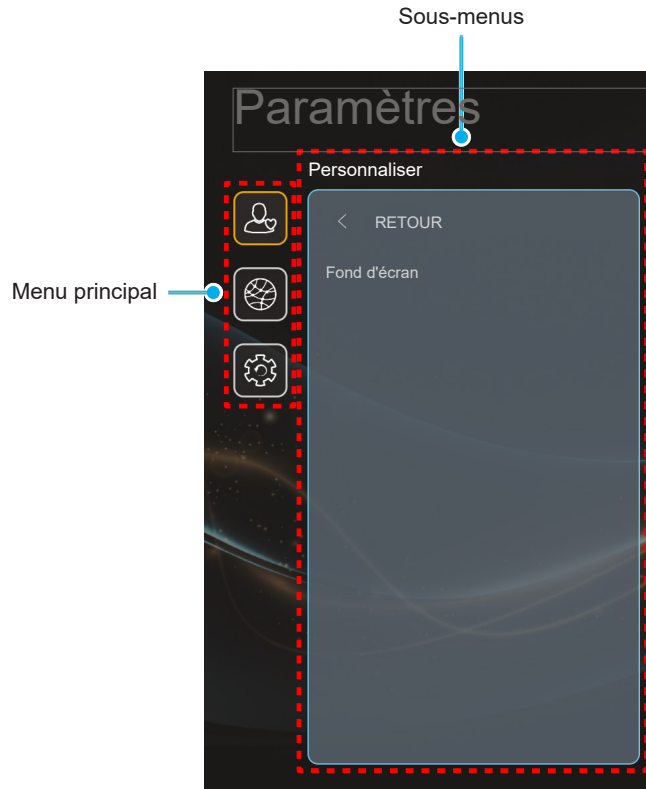 Sous-menus
Paramètres
Personnaliser
RETOUR
Fond d'écran
Menu principal